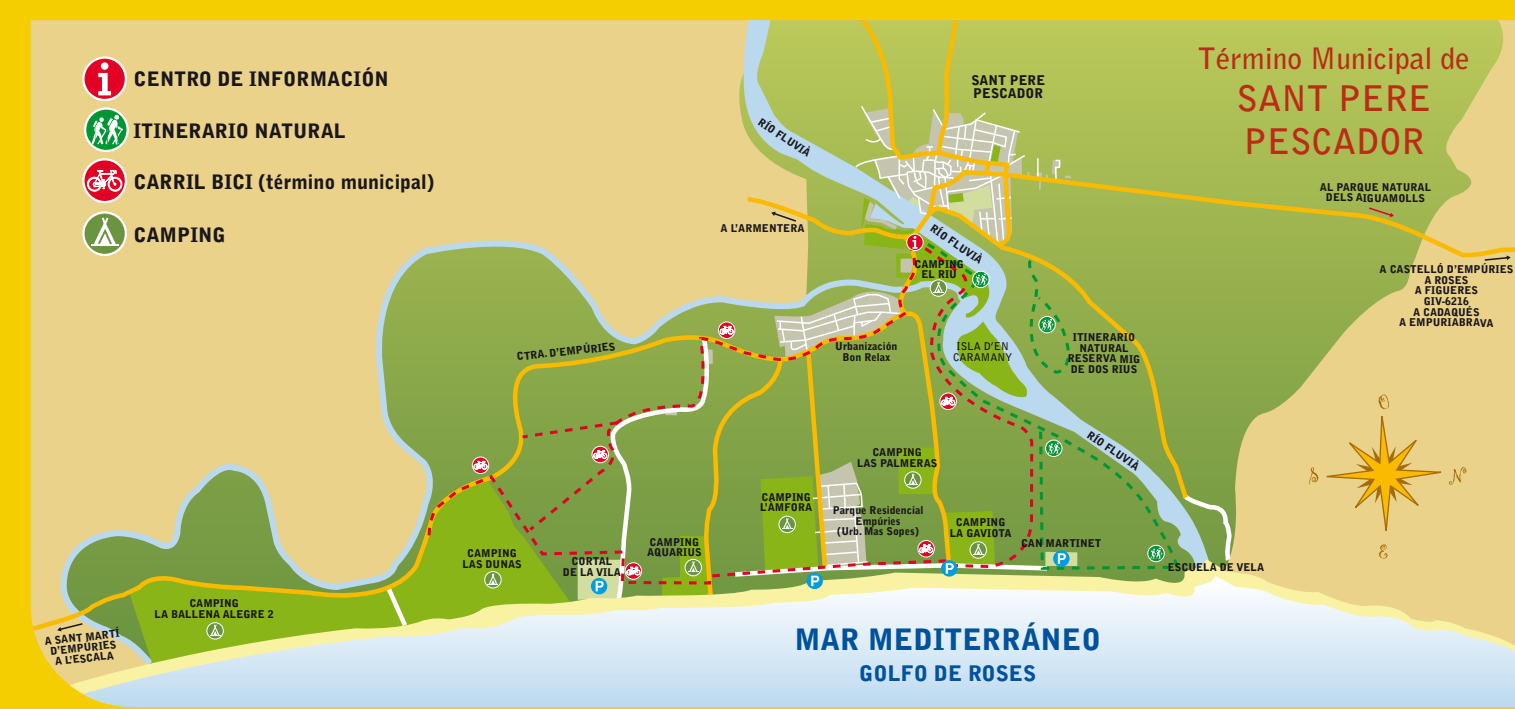 CENTRO DE INFORMACIÓN
ITINERARIO NATURAL
CARRIL BICI (término municipal)
CAMPING
Término Municipal de
SANT PERE
PESCADOR
SANT PERE
PESCADOR
RÍO FLUVIÀ
A L'ARMENTERA
RÍO FLUVIÀ
AL PARQUE NATURAL
DELS AIGUAMOLLS
A CASTELLÓ D'EMPÚRIES
A ROSES
A FIGUERES
GIV-6216
A CADAQUÉS
A EMPURIABRAVA
CAMPING
EL RIU
CTRA. D'EMPÚRIES
Urbanización
Bon Relax
ISLA D'EN
CARAMANY
ITINERARIO
NATURAL
RESERVA MIG
DE DOS RIUS
RÍO FLUVIÀ
O
S
N
E
CAMPING
LAS PALMERAS
CAMPING
L'ÀMFORA
Parque Residencial
Empúries
(Urb. Mas Sopes)
CAMPING
LA GAVIOTA
CAN MARTINET
P
ESCUELA DE VELA
CAMPING
AQUARIUS
CORTAL
DE LA VILA
P
P
P
CAMPING
LAS DUNAS
CAMPING
LA BALLENA ALEGRE 2
A SANT MARTÍ
D'EMPÚRIES
A L'ESCALA
MAR MEDITERRÁNEO
GOLFO DE ROSES